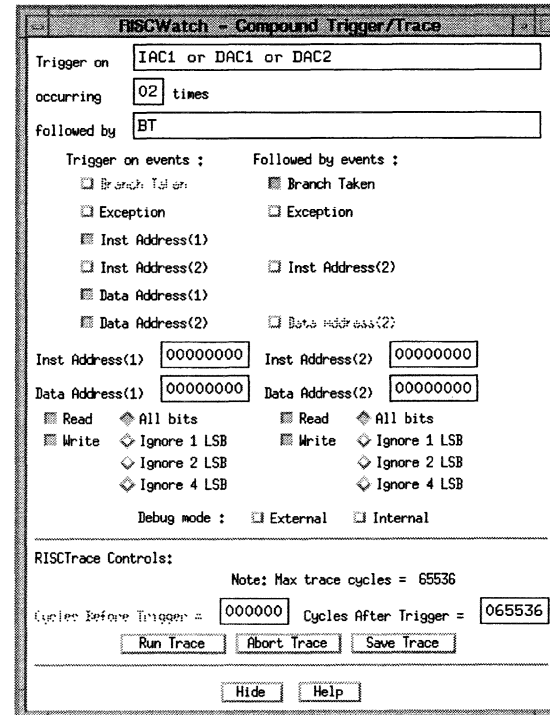 RISCWatch - Compound Trigger/Trace
Trigger on IAC1 or DAC1 or DAC2
occurring 02 times
followed by BT
Trigger on events : Followed by events :
Branch Taken Branch Taken
Exception Exception
Inst Address(1)
Inst Address(2) Inst Address(2)
Data Address(1)
Data Address(2) Data Address(2)
Inst Address(1) 00000000 Inst Address(2) 00000000
Data Address(1) 00000000 Data Address(2) 00000000
Read All bits Read All bits
Write Ignore 1 LSB Write Ignore 1 LSB
Ignore 2 LSB Ignore 2 LSB
Ignore 4 LSB Ignore 4 LSB
Debug mode : External Internal
RISCTrace Controls:
Note: Max trace cycles = 65536
Cycles Before Trigger = 000000 Cycles After Trigger = 065536
Run Trace Abort Trace Save Trace
Hide Help